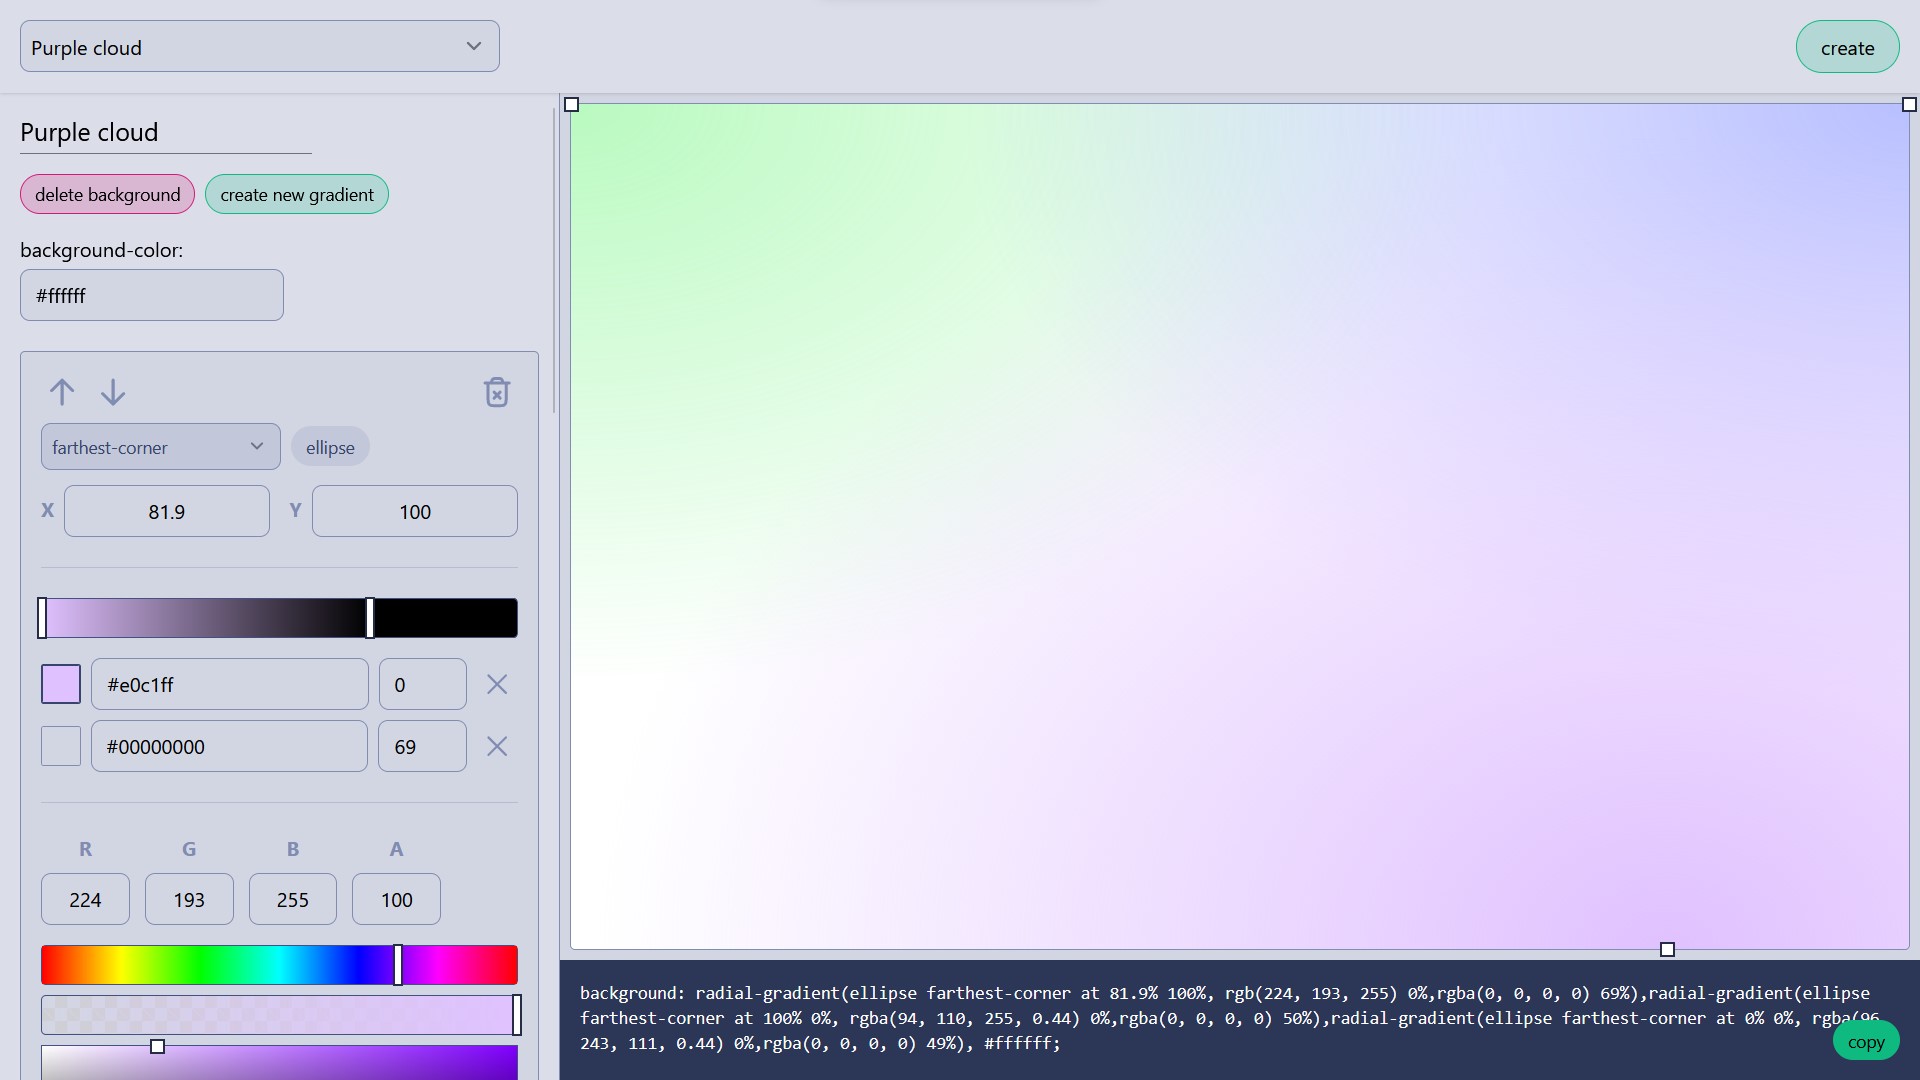 Purple cloud
create
Purple cloud
delete background
create new gradient
background-color:
#ffffff
farthest-corner
ellipse
X 81.9 Y 100
#e0c1ff 0
#00000000 69
R G B A
224 193 255 100
background: radial-gradient(ellipse farthest-corner at 81.9% 100%, rgb(224, 193, 255) 0%,rgba(0, 0, 0, 0) 69%),radial-gradient(ellipse
farthest-corner at 100% 0%, rgba(94, 110, 255, 0.44) 0%,rgba(0, 0, 0, 0) 50%),radial-gradient(ellipse farthest-corner at 0% 0%, rgba(96,
243, 111, 0.44) 0%,rgba(0, 0, 0, 0) 49%), #ffffff;
copy